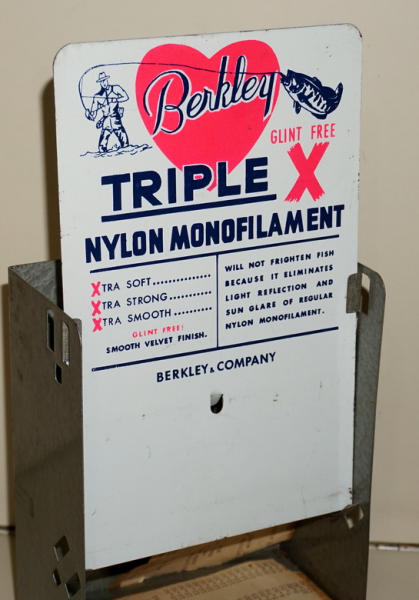 Berkley
GLINT FREE
TRIPLE X
NYLON MONOFILAMENT
XTRA SOFT...............
XTRA STRONG...........
XTRA SMOOTH..........
GLINT FREE!
SMOOTH VELVET FINISH.
WILL NOT FRIGHTEN FISH
BECAUSE IT ELIMINATES
LIGHT REFLECTION AND
SUN GLARE OF REGULAR
NYLON MONOFILAMENT.
BERKLEY & COMPANY